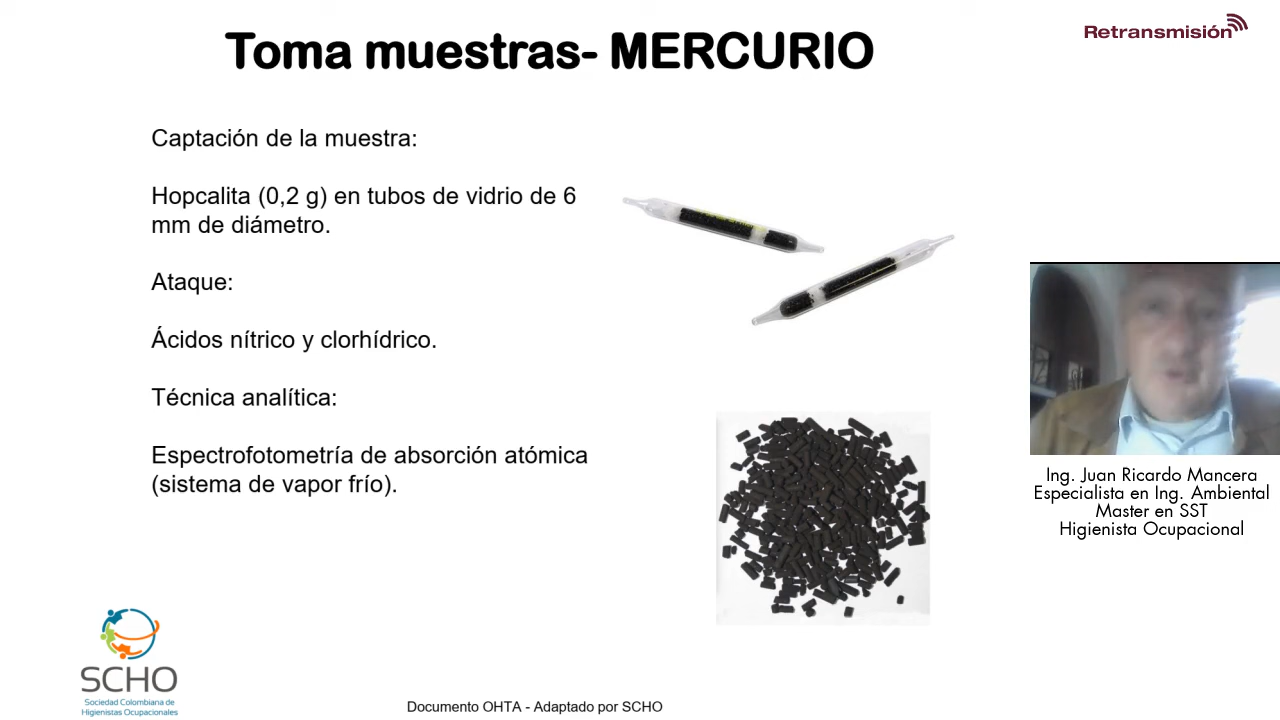 Toma muestras- MERCURIO
Retransmisión
Captación de la muestra:
Hopcalita (0,2 g) en tubos de vidrio de 6
mm de diámetro.
Ataque:
Ácidos nítrico y clorhídrico.
Técnica analítica:
Espectrofotometría de absorción atómica
(sistema de vapor frío).
Ing. Juan Ricardo Mancera
Especialista en Ing. Ambiental
Master en SST
Higienista Ocupacional
SCHO
Sociedad Colombiana de
Higienistas Ocupacionales
Documento OHTA - Adaptado por SCHO